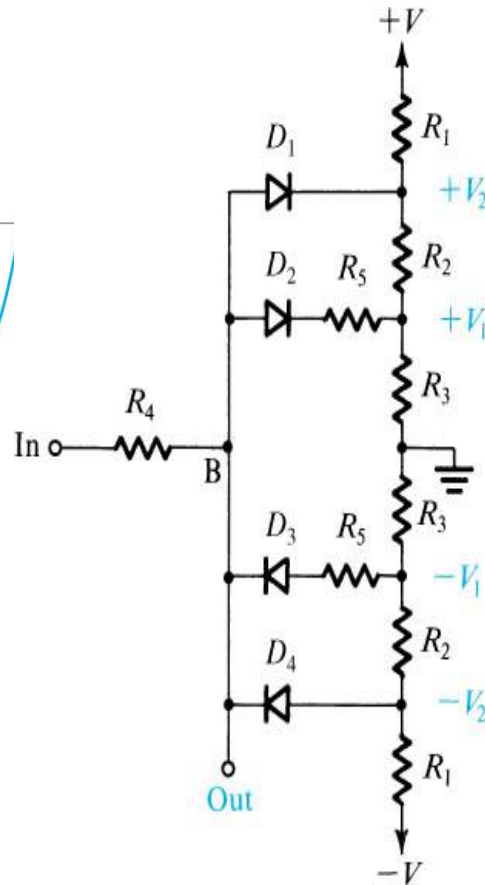 +V
R₁
D₁
+V₂
R₂
D₂ R₅
+V₁
R₃
R₄
In
B
R₃
D₃ R₅
−V₁
R₂
D₄
−V₂
R₁
Out
−V